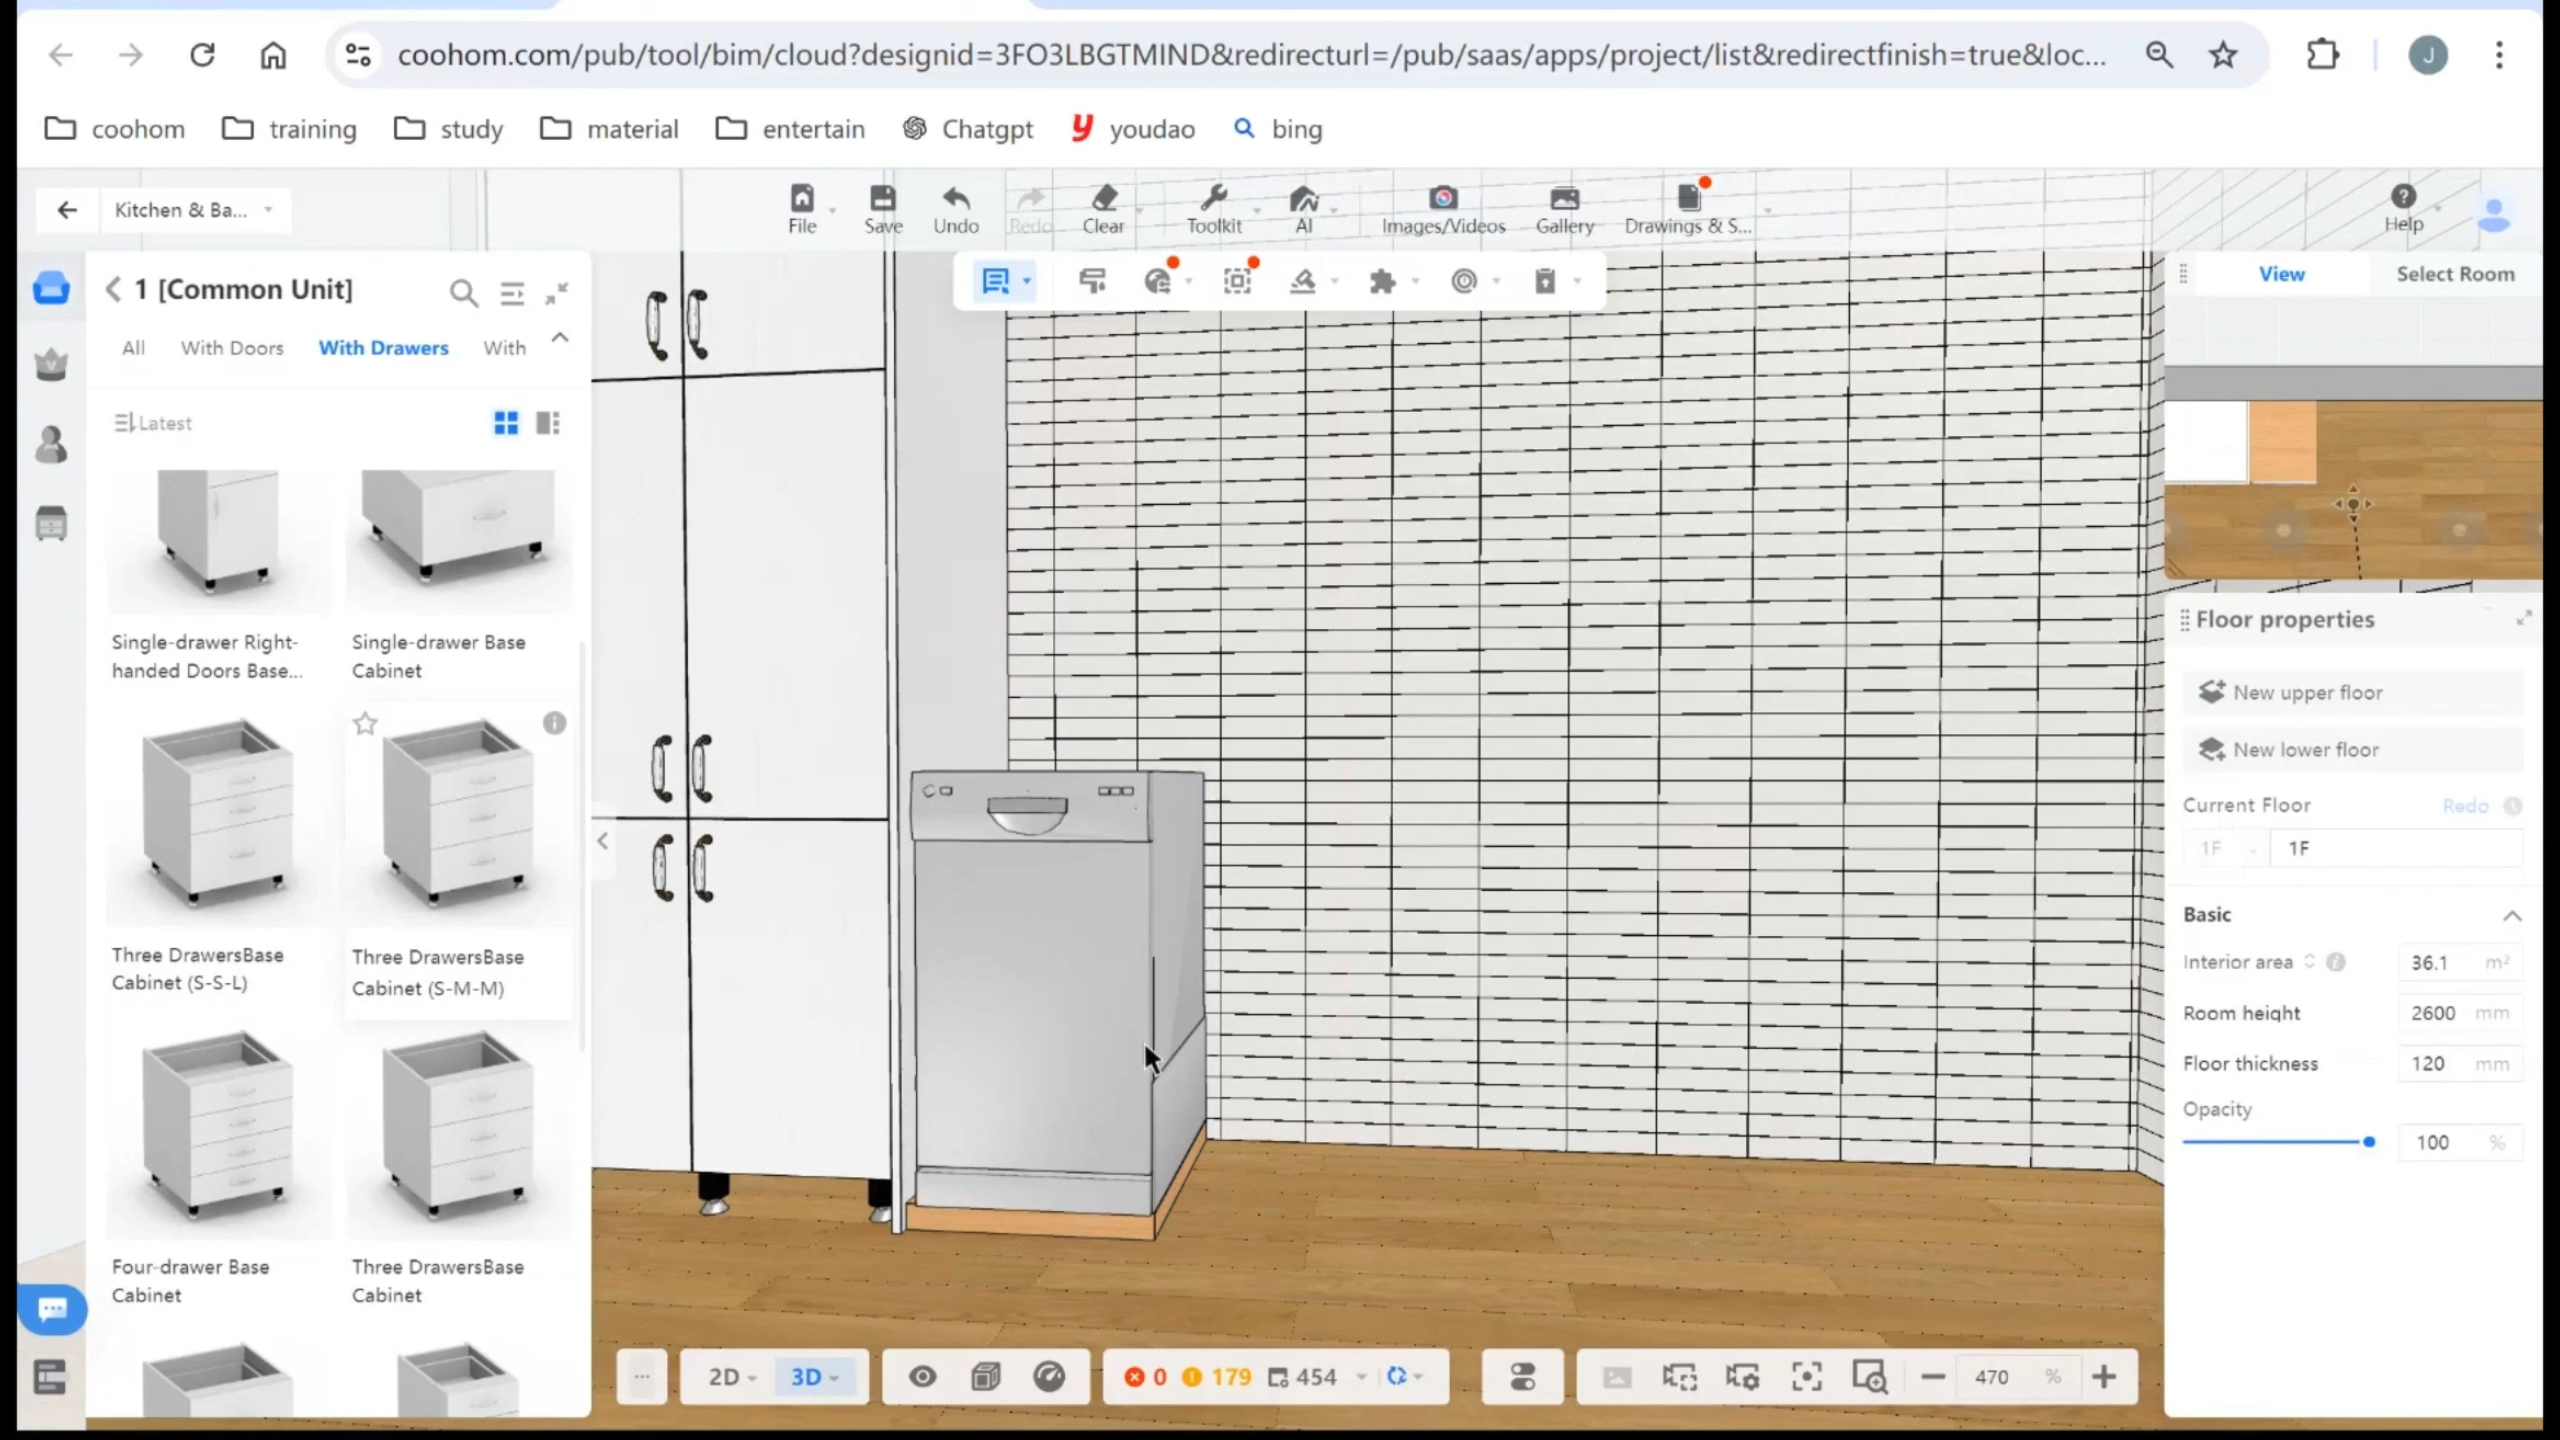 coohom.com/pub/tool/bim/cloud?designid=3FO3LBGTMIND&redirecturl=/pub/saas/apps/project/list&redirectfinish=true&loc...
J
coohom training study material entertain Chatgpt youdao bing
Kitchen & Ba...
File Save Undo Redo Clear Toolkit AI Images/Videos Gallery Drawings & S... Help
1 [Common Unit]
View Select Room
All With Doors With Drawers With
Latest
Single-drawer Right-
handed Doors Base...
Single-drawer Base
Cabinet
Three DrawersBase
Cabinet (S-S-L)
Three DrawersBase
Cabinet (S-M-M)
Four-drawer Base
Cabinet
Three DrawersBase
Cabinet
Floor properties
New upper floor
New lower floor
Current Floor Redo
1F 1F
Basic
Interior area 36.1 m²
Room height 2600 mm
Floor thickness 120 mm
Opacity
100 %
2D 3D 0 179 454 470 %